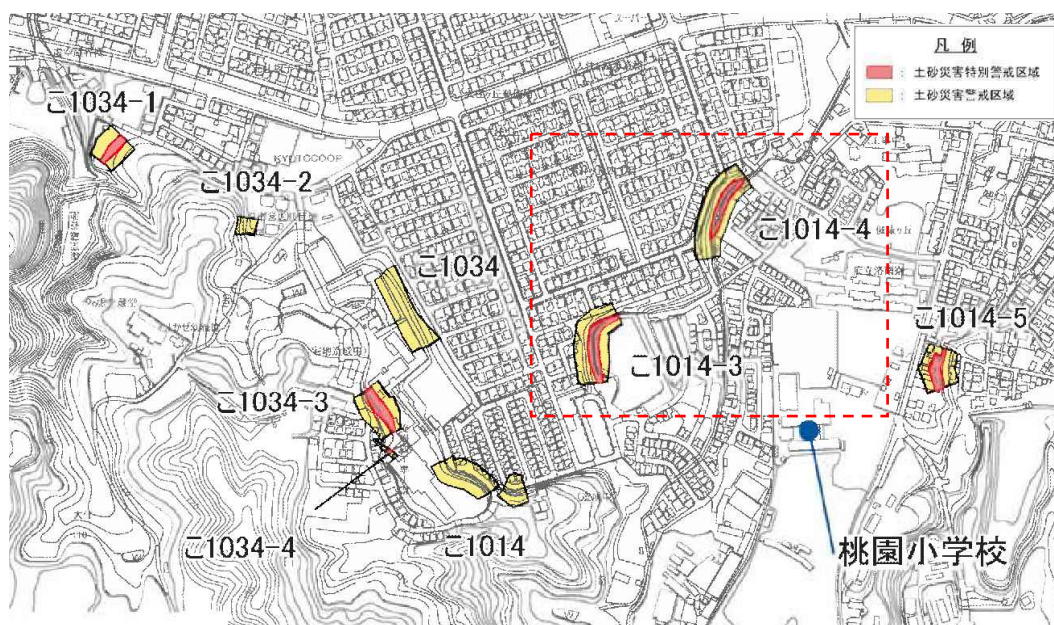 凡 例
： 土砂災害特別警戒区域
： 土砂災害警戒区域
こ1034-1
KYOTO COOP
こ1034-2
こ1034
こ1014-4
こ1014-5
こ1014-3
こ1034-3
こ1034-4
こ1014
桃園小学校